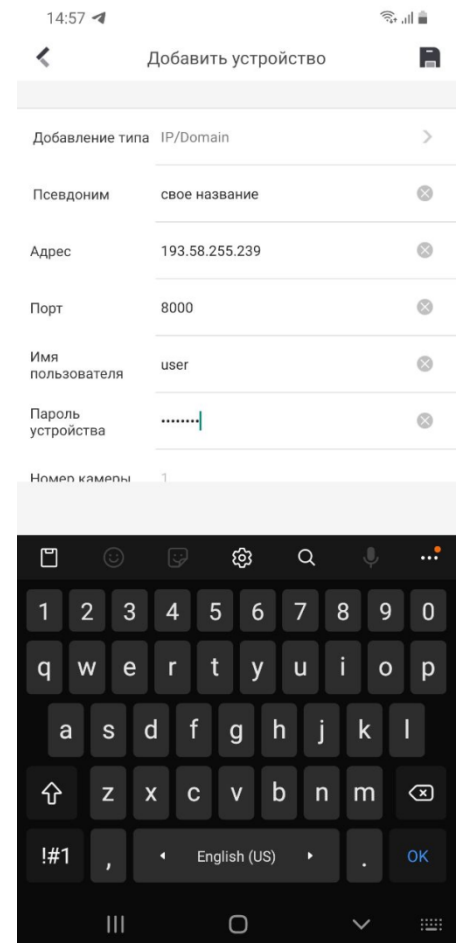 14:57
Добавить устройство
Добавление типа IP/Domain
Псевдоним свое название
Адрес 193.58.255.239
Порт 8000
Имя
пользователя user
Пароль
устройства ••••••••
Номер камеры 1
1 2 3 4 5 6 7 8 9 0
q w e r t y u i o p
a s d f g h j k l
z x c v b n m
!#1 , English (US) . OK